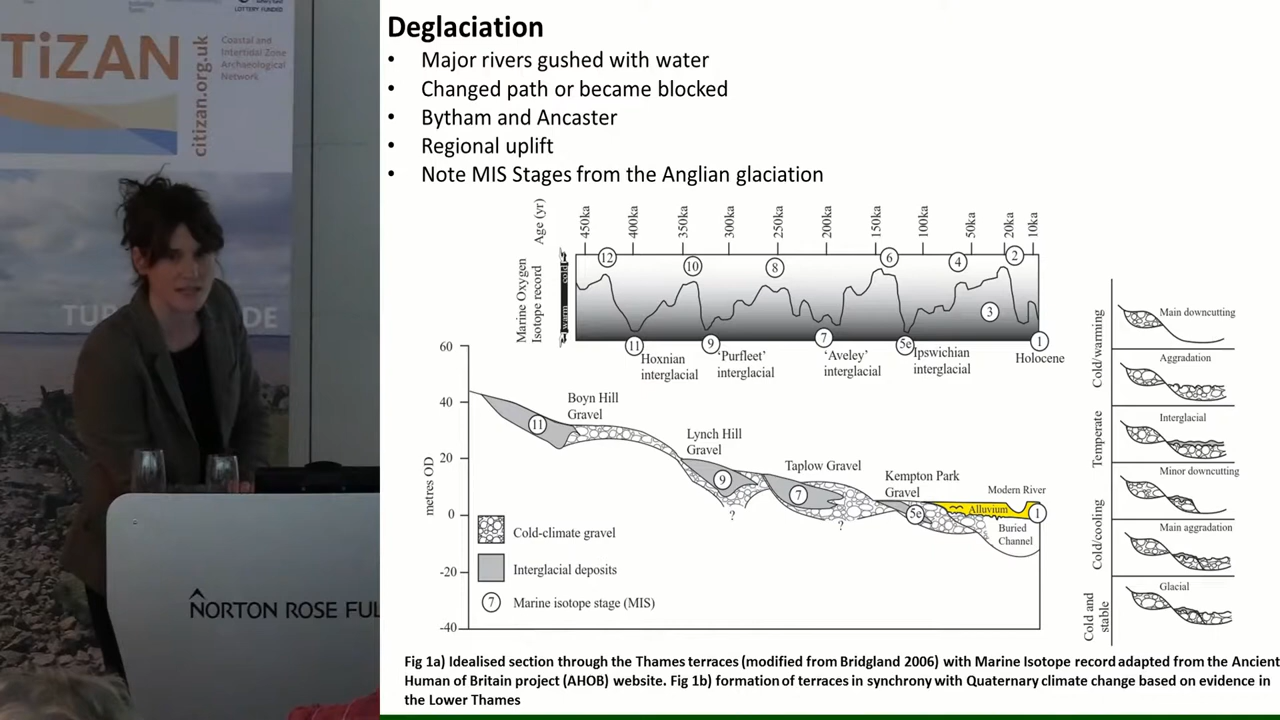 LOTTERY FUNDED
TiZAN
citizan.org.uk
Coastal and
Intertidal Zone
Archaeological
Network
TU
DE
NORTON ROSE FUL
Deglaciation
• Major rivers gushed with water
• Changed path or became blocked
• Bytham and Ancaster
• Regional uplift
• Note MIS Stages from the Anglian glaciation
Age (yr)
450ka
400ka
350ka
300ka
250ka
200ka
150ka
100ka
50ka
20ka
10ka
Marine Oxygen
Isotope record
cold
warm
12
10
8
6
4
2
3
11
9
7
5e
1
Hoxnian
interglacial
'Purfleet'
interglacial
'Aveley'
interglacial
Ipswichian
interglacial
Holocene
metres OD
60
40
20
0
-20
-40
Boyn Hill
Gravel
11
Lynch Hill
Gravel
9
?
Taplow Gravel
7
?
Kempton Park
Gravel
5e
Modern River
Alluvium
1
Buried
Channel
Cold-climate gravel
Interglacial deposits
7 Marine isotope stage (MIS)
Cold/warming
Temperate
Cold/cooling
Cold and
stable
Main downcutting
Aggradation
Interglacial
Minor downcutting
Main aggradation
Glacial
Fig 1a) Idealised section through the Thames terraces (modified from Bridgland 2006) with Marine Isotope record adapted from the Ancient
Human of Britain project (AHOB) website. Fig 1b) formation of terraces in synchrony with Quaternary climate change based on evidence in
the Lower Thames